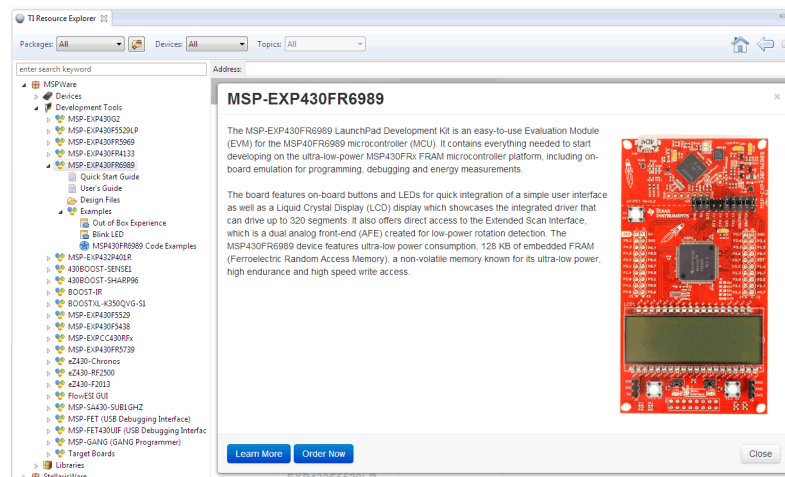 TI Resource Explorer
Packages: All Devices: All Topics: All
enter search keyword
Address:
MSPWare
Devices
Development Tools
MSP-EXP430G2
MSP-EXP430F5529LP
MSP-EXP430FR5969
MSP-EXP430FR4133
MSP-EXP430FR6989
Quick Start Guide
User's Guide
Design Files
Examples
Out of Box Experience
Blink LED
MSP430FR6989 Code Examples
MSP-EXP432P401R
430BOOST-SENSE1
430BOOST-SHARP96
BOOST-IR
BOOSTXL-K350QVG-S1
MSP-EXP430F5529
MSP-EXP430F5438
MSP-EXPCC430RFx
MSP-EXP430FR5739
eZ430-Chronos
eZ430-RF2500
eZ430-F2013
FlowESI GUI
MSP-SA430-SUB1GHZ
MSP-FET (USB Debugging Interface)
MSP-FET430UIF (USB Debugging Interfac
MSP-GANG (GANG Programmer)
Target Boards
Libraries
StellarisWare
MSP-EXP430FR6989
The MSP-EXP430FR6989 LaunchPad Development Kit is an easy-to-use Evaluation Module
(EVM) for the MSP40FR6989 microcontroller (MCU). It contains everything needed to start
developing on the ultra-low-power MSP430FRx FRAM microcontroller platform, including on-
board emulation for programming, debugging and energy measurements.
The board features on-board buttons and LEDs for quick integration of a simple user interface
as well as a Liquid Crystal Display (LCD) display which showcases the integrated driver that
can drive up to 320 segments. It also offers direct access to the Extended Scan Interface,
which is a dual analog front-end (AFE) created for low-power rotation detection. The
MSP430FR6989 device features ultra-low power consumption, 128 KB of embedded FRAM
(Ferroelectric Random Access Memory), a non-volatile memory known for its ultra-low power,
high endurance and high speed write access.
TEXAS
INSTRUMENTS
Learn More Order Now Close